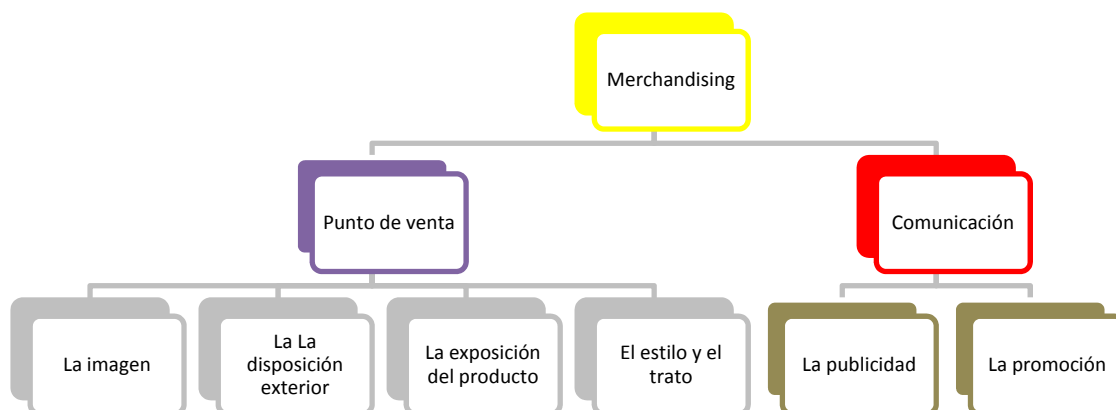 Merchandising
Punto de venta
Comunicación
La imagen
La La
disposición
exterior
La exposición
del producto
El estilo y el
trato
La publicidad
La promoción